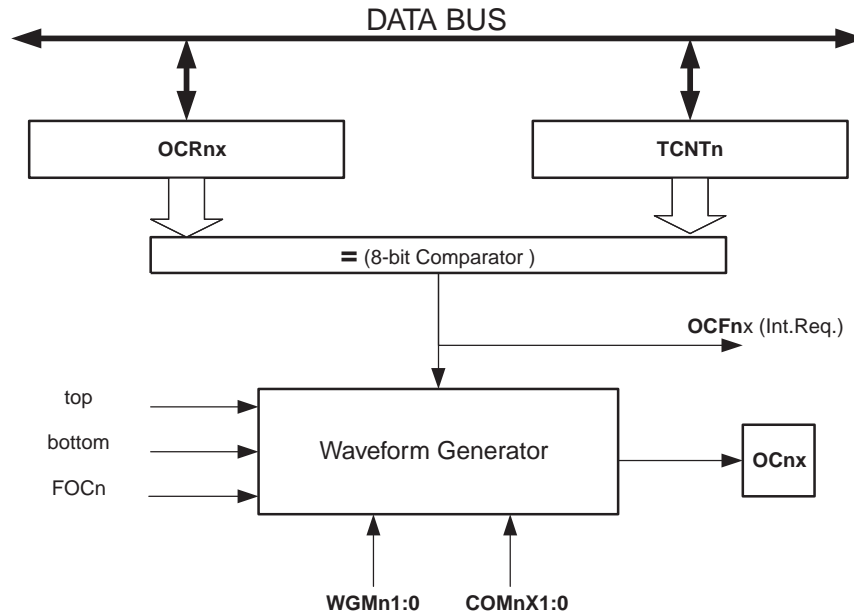 DATA BUS
OCRnx
TCNTn
= (8-bit Comparator )
OCFnx (Int.Req.)
top
bottom
FOCn
Waveform Generator
OCnx
WGMn1:0
COMnX1:0